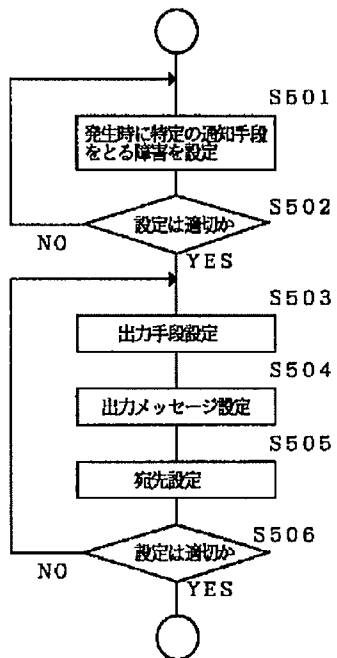 S501
発生時に特定の通知手段
をとる障害を設定
S502
設定は適切か
NO
YES
S503
出力手段設定
S504
出力メッセージ設定
S505
宛先設定
S506
設定は適切か
NO
YES